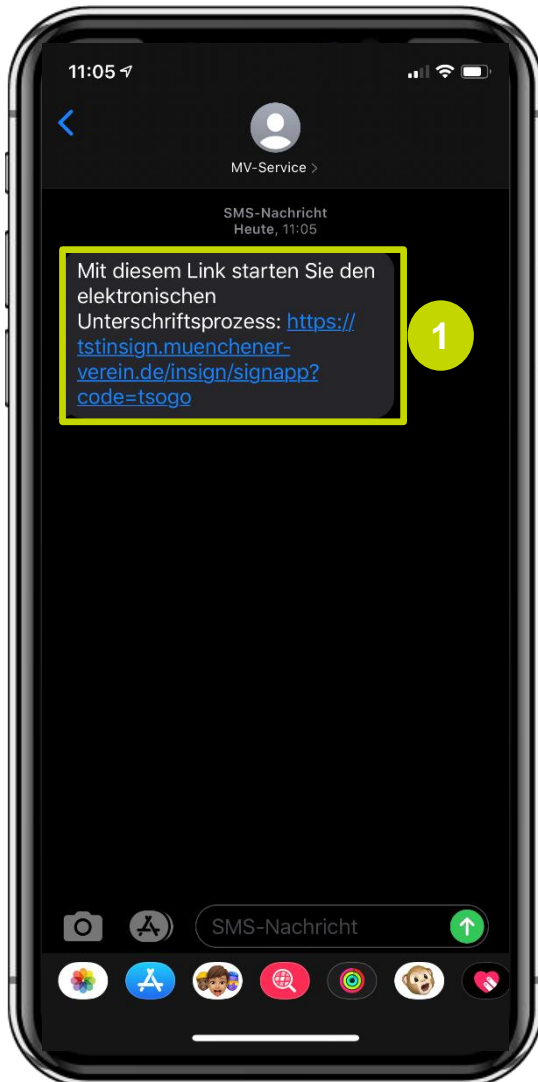 11:05
MV-Service >
SMS-Nachricht
Heute, 11:05
Mit diesem Link starten Sie den
elektronischen
Unterschriftsprozess: https://
tstinsign.muenchener-
verein.de/insign/signapp?
code=tsogo
1
SMS-Nachricht